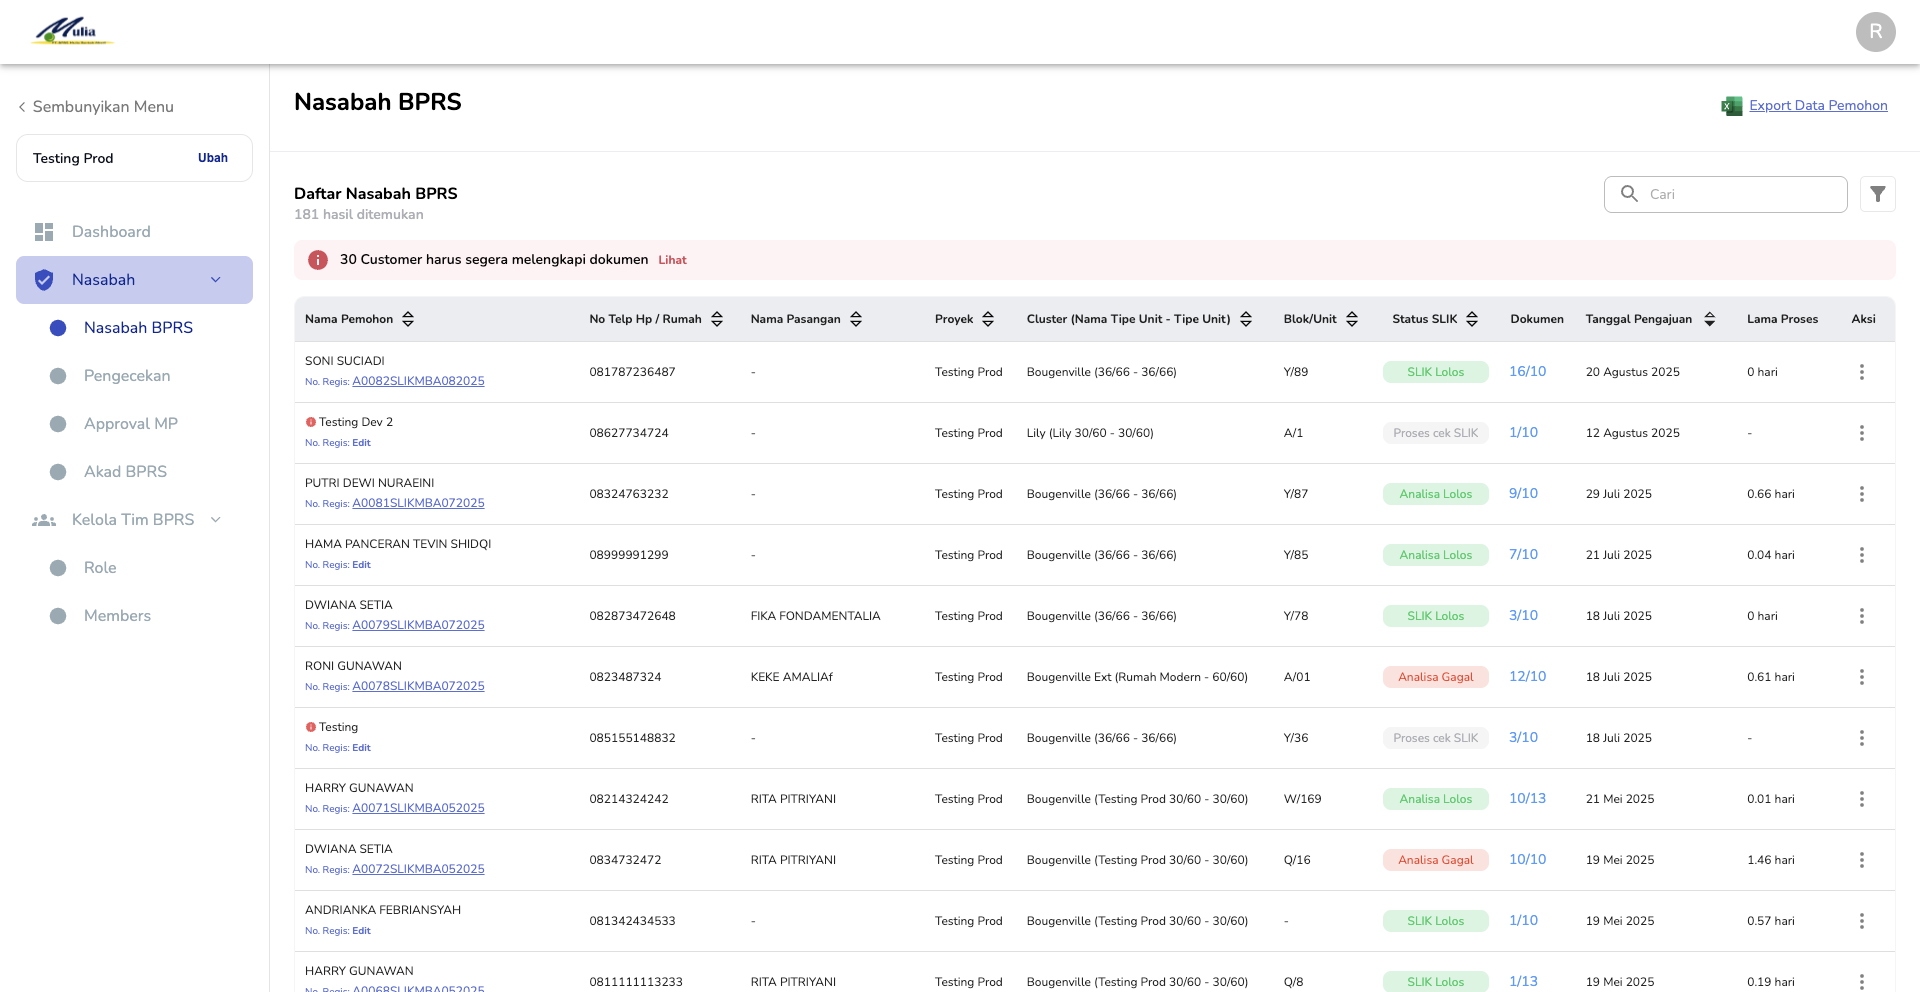 Mulia
R
Sembunyikan Menu
Testing Prod Ubah
Dashboard
Nasabah
Nasabah BPRS
Pengecekan
Approval MP
Akad BPRS
Kelola Tim BPRS
Role
Members
Nasabah BPRS
Export Data Pemohon
Daftar Nasabah BPRS
181 hasil ditemukan
Cari
30 Customer harus segera melengkapi dokumen Lihat
Nama Pemohon No Telp Hp / Rumah Nama Pasangan Proyek Cluster (Nama Tipe Unit - Tipe Unit) Blok/Unit Status SLIK Dokumen Tanggal Pengajuan Lama Proses Aksi
SONI SUCIADI
No. Regis: A0082SLIKMBA082025 081787236487 - Testing Prod Bougenville (36/66 - 36/66) Y/89 SLIK Lolos 16/10 20 Agustus 2025 0 hari
Testing Dev 2
No. Regis: Edit 08627734724 - Testing Prod Lily (Lily 30/60 - 30/60) A/1 Proses cek SLIK 1/10 12 Agustus 2025 -
PUTRI DEWI NURAEINI
No. Regis: A0081SLIKMBA072025 08324763232 - Testing Prod Bougenville (36/66 - 36/66) Y/87 Analisa Lolos 9/10 29 Juli 2025 0.66 hari
HAMA PANCERAN TEVIN SHIDQI
No. Regis: Edit 08999991299 - Testing Prod Bougenville (36/66 - 36/66) Y/85 Analisa Lolos 7/10 21 Juli 2025 0.04 hari
DWIANA SETIA
No. Regis: A0079SLIKMBA072025 082873472648 FIKA FONDAMENTALIA Testing Prod Bougenville (36/66 - 36/66) Y/78 SLIK Lolos 3/10 18 Juli 2025 0 hari
RONI GUNAWAN
No. Regis: A0078SLIKMBA072025 0823487324 KEKE AMALIAf Testing Prod Bougenville Ext (Rumah Modern - 60/60) A/01 Analisa Gagal 12/10 18 Juli 2025 0.61 hari
Testing
No. Regis: Edit 085155148832 - Testing Prod Bougenville (36/66 - 36/66) Y/36 Proses cek SLIK 3/10 18 Juli 2025 -
HARRY GUNAWAN
No. Regis: A0071SLIKMBA052025 08214324242 RITA PITRIYANI Testing Prod Bougenville (Testing Prod 30/60 - 30/60) W/169 Analisa Lolos 10/13 21 Mei 2025 0.01 hari
DWIANA SETIA
No. Regis: A0072SLIKMBA052025 0834732472 RITA PITRIYANI Testing Prod Bougenville (Testing Prod 30/60 - 30/60) Q/16 Analisa Gagal 10/10 19 Mei 2025 1.46 hari
ANDRIANKA FEBRIANSYAH
No. Regis: Edit 081342434533 - Testing Prod Bougenville (Testing Prod 30/60 - 30/60) - SLIK Lolos 1/10 19 Mei 2025 0.57 hari
HARRY GUNAWAN
No. Regis: A0068SLIKMBA052025 0811111113233 RITA PITRIYANI Testing Prod Bougenville (Testing Prod 30/60 - 30/60) Q/8 SLIK Lolos 1/13 19 Mei 2025 0.19 hari